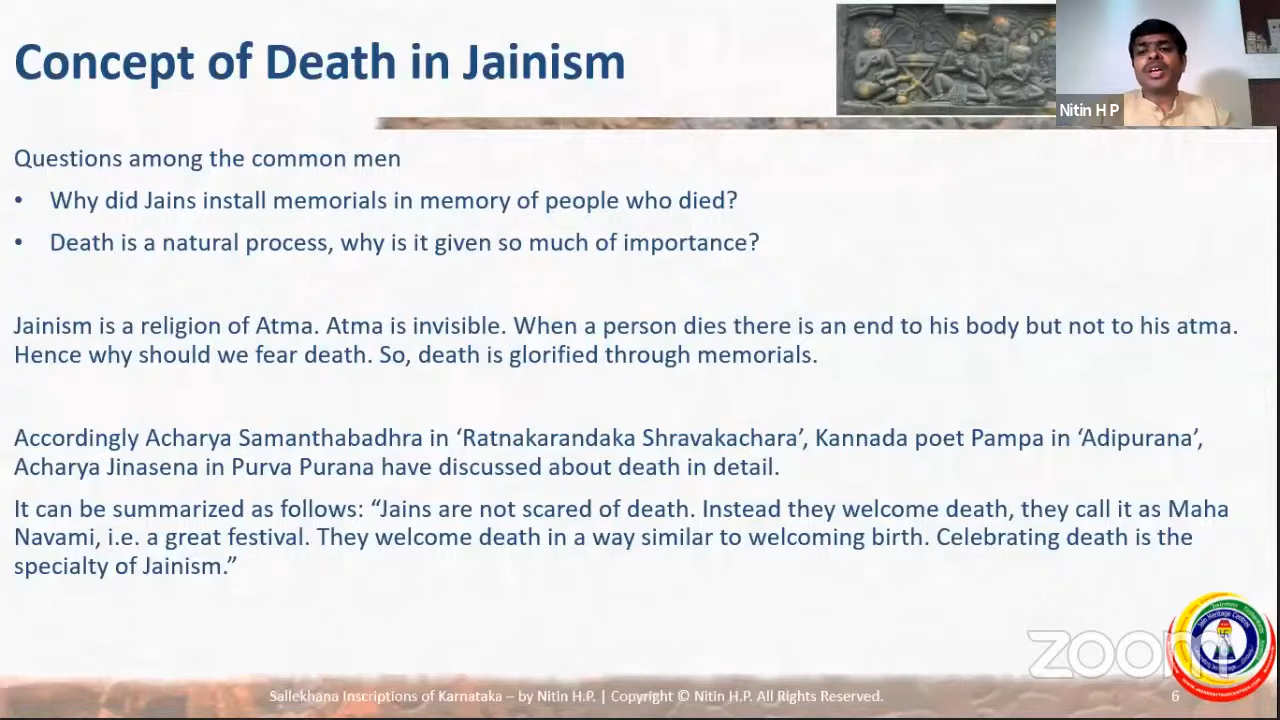 Concept of Death in Jainism
Nitin H P
Questions among the common men
• Why did Jains install memorials in memory of people who died?
• Death is a natural process, why is it given so much of importance?
Jainism is a religion of Atma. Atma is invisible. When a person dies there is an end to his body but not to his atma.
Hence why should we fear death. So, death is glorified through memorials.
Accordingly Acharya Samanthabadhra in ‘Ratnakarandaka Shravakachara’, Kannada poet Pampa in ‘Adipurana’,
Acharya Jinasena in Purva Purana have discussed about death in detail.
It can be summarized as follows: “Jains are not scared of death. Instead they welcome death, they call it as Maha
Navami, i.e. a great festival. They welcome death in a way similar to welcoming birth. Celebrating death is the
specialty of Jainism.”
zoom
Sallekhana Inscriptions of Karnataka – by Nitin H.P. | Copyright © Nitin H.P. All Rights Reserved.
6